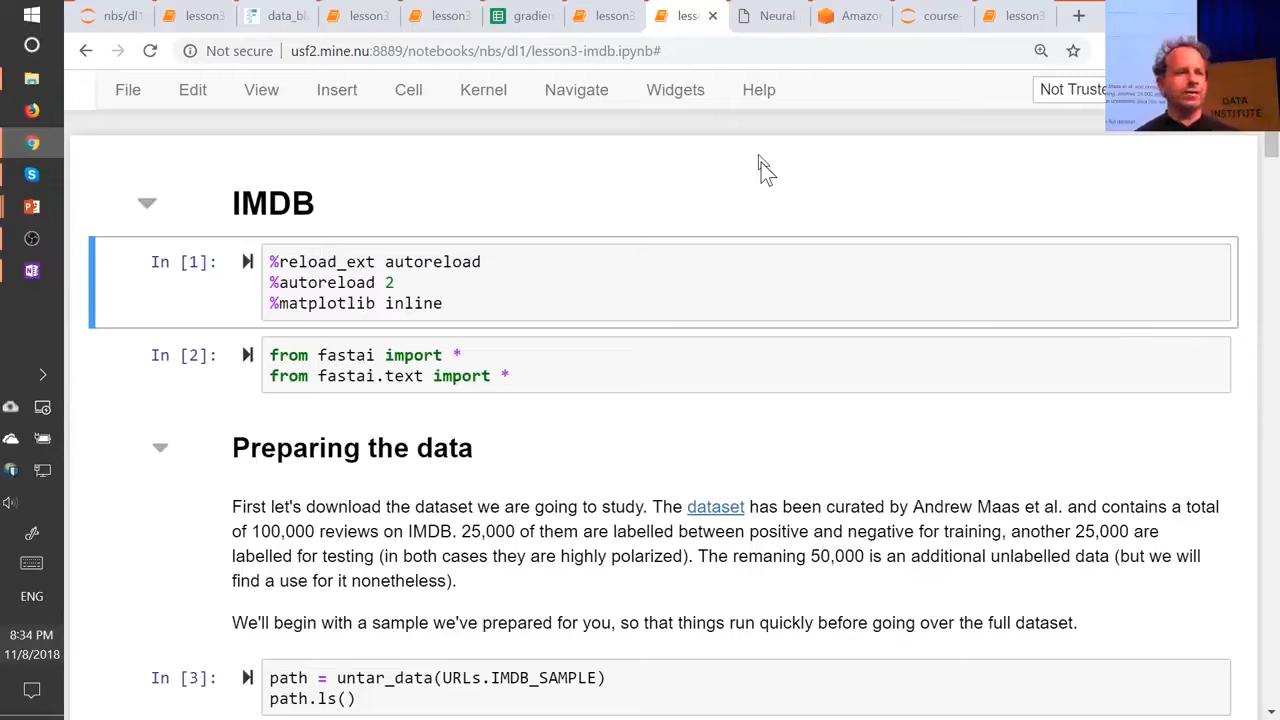 nbs/dl1
lesson3
data_bl
lesson3
lesson3
gradien
lesson3
less
Neural
Amazo
course-
lesson3
Not secure
usf2.mine.nu:8889/notebooks/nbs/dl1/lesson3-imdb.ipynb#
File Edit View Insert Cell Kernel Navigate Widgets Help
Not Truste
DATA
INSTITUTE
IMDB
In [1]:
%reload_ext autoreload
%autoreload 2
%matplotlib inline
In [2]:
from fastai import *
from fastai.text import *
Preparing the data
First let's download the dataset we are going to study. The dataset has been curated by Andrew Maas et al. and contains a total
of 100,000 reviews on IMDB. 25,000 of them are labelled between positive and negative for training, another 25,000 are
labelled for testing (in both cases they are highly polarized). The remaning 50,000 is an additional unlabelled data (but we will
find a use for it nonetheless).
We'll begin with a sample we've prepared for you, so that things run quickly before going over the full dataset.
In [3]:
path = untar_data(URLs.IMDB_SAMPLE)
path.ls()
ENG
8:34 PM
11/8/2018